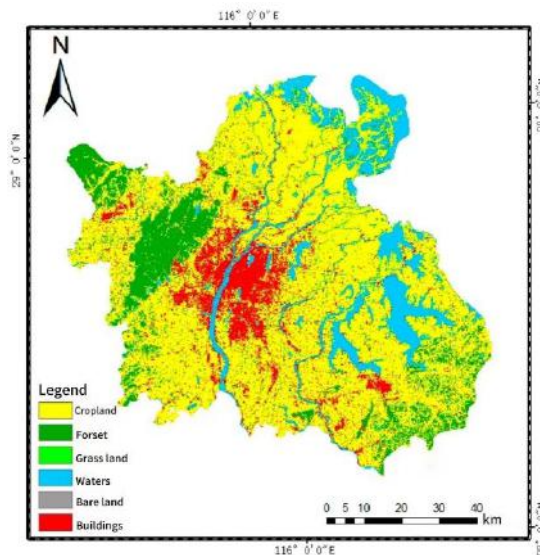 116° 0′0″E
N
29° 0′0″N
Legend
Cropland
Forset
Grass land
Waters
Bare land
Buildings
0 5 10 20 30 40
km
116° 0′0″E